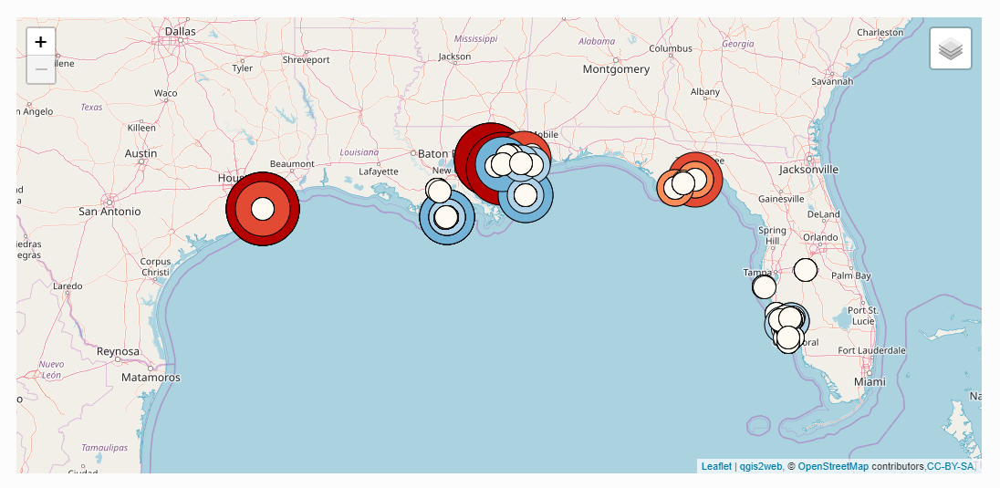 Dallas
Mississippi
Alabama
Georgia
Charleston
+
−
Shreveport
Jackson
Columbus
Tyler
Montgomery
Savannah
Waco
Albany
Texas
Killeen
Mobile
Austin
Louisiana
Baton
Beaumont
Lafayette
New
Jacksonville
San Antonio
Gainesville
DeLand
Spring
Hill
Orlando
Corpus
Christi
Tampa
Palm Bay
Laredo
Port St.
Lucie
Reynosa
Fort Lauderdale
Nuevo
León
Matamoros
Miami
Tamaulipas
Ciudad
Leaflet | qgis2web, © OpenStreetMap contributors,CC-BY-SA,